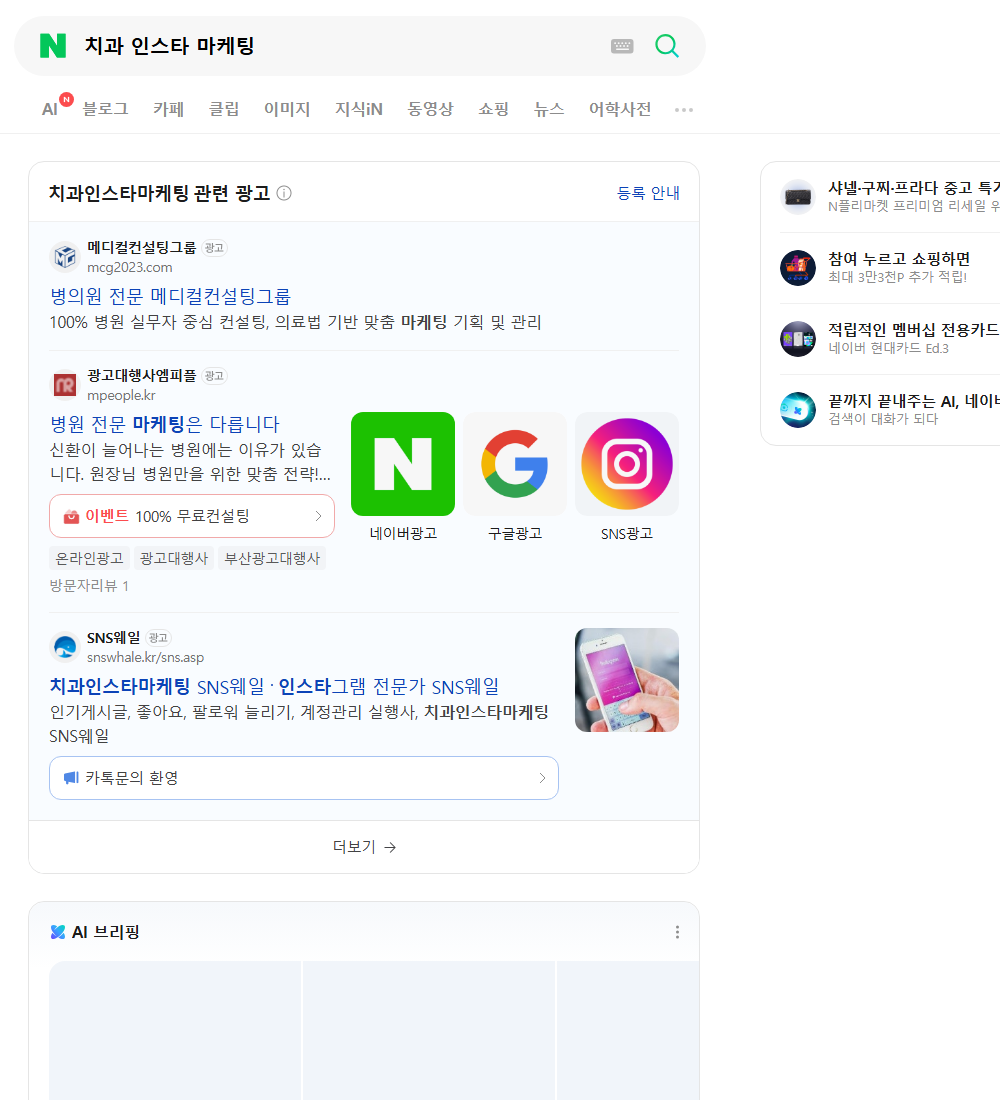 치과 인스타 마케팅
AI N 블로그 카페 클립 이미지 지식iN 동영상 쇼핑 뉴스 어학사전
치과인스타마케팅 관련 광고
등록 안내
메디컬컨설팅그룹 광고
mcg2023.com
병의원 전문 메디컬컨설팅그룹
100% 병원 실무자 중심 컨설팅, 의료법 기반 맞춤 마케팅 기획 및 관리
광고대행사엠피플 광고
mpeople.kr
병원 전문 마케팅은 다릅니다
신환이 늘어나는 병원에는 이유가 있습
니다. 원장님 병원만을 위한 맞춤 전략!...
이벤트 100% 무료컨설팅
온라인광고 광고대행사 부산광고대행사
방문자리뷰 1
네이버광고
구글광고
SNS광고
SNS웨일 광고
snswhale.kr/sns.asp
치과인스타마케팅 SNS웨일 · 인스타그램 전문가 SNS웨일
인기게시글, 좋아요, 팔로워 늘리기, 계정관리 실행사, 치과인스타마케팅
SNS웨일
카톡문의 환영
더보기 →
AI 브리핑
샤넬·구찌·프라다 중고 특가
N플리마켓 프리미엄 리세일 위
참여 누르고 쇼핑하면
최대 3만3천P 추가 적립!
적립적인 멤버십 전용카드
네이버 현대카드 Ed.3
끝까지 끝내주는 AI, 네이버
검색이 대화가 되다